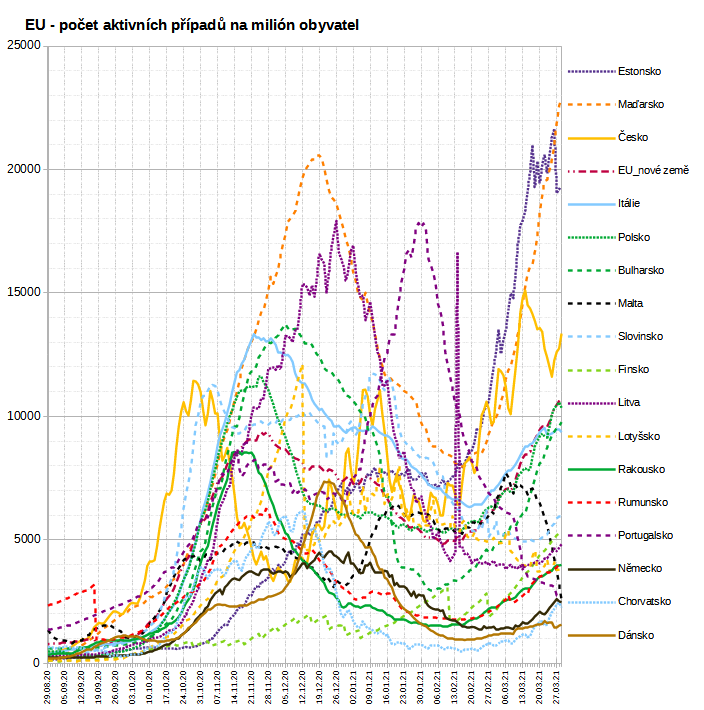 EU - počet aktivních případů na milión obyvatel
25000
20000
15000
10000
5000
0
Estonsko
Maďarsko
Česko
EU_nové země
Itálie
Polsko
Bulharsko
Malta
Slovinsko
Finsko
Litva
Lotyšsko
Rakousko
Rumunsko
Portugalsko
Německo
Chorvatsko
Dánsko
29.08.20
05.09.20
12.09.20
19.09.20
26.09.20
03.10.20
10.10.20
17.10.20
24.10.20
31.10.20
07.11.20
14.11.20
21.11.20
28.11.20
05.12.20
12.12.20
19.12.20
26.12.20
02.01.21
09.01.21
16.01.21
23.01.21
30.01.21
06.02.21
13.02.21
20.02.21
27.02.21
06.03.21
13.03.21
20.03.21
27.03.21